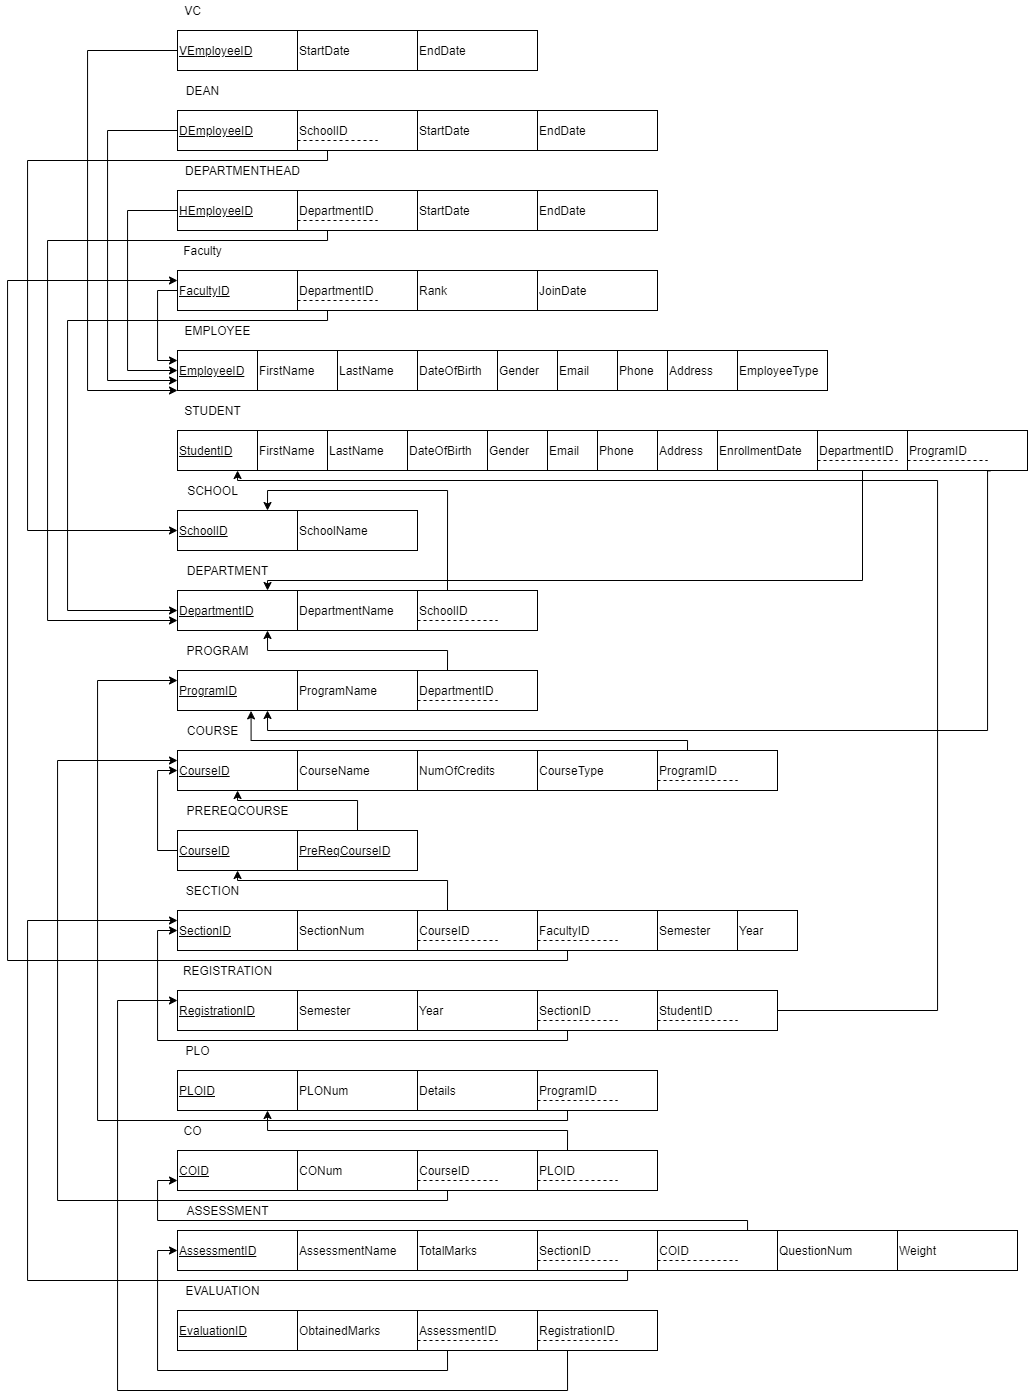 VC
VEmployeeID StartDate EndDate
DEAN
DEmployeeID SchoolID StartDate EndDate
DEPARTMENTHEAD
HEmployeeID DepartmentID StartDate EndDate
Faculty
FacultyID DepartmentID Rank JoinDate
EMPLOYEE
EmployeeID FirstName LastName DateOfBirth Gender Email Phone Address EmployeeType
STUDENT
StudentID FirstName LastName DateOfBirth Gender Email Phone Address EnrollmentDate DepartmentID ProgramID
SCHOOL
SchoolID SchoolName
DEPARTMENT
DepartmentID DepartmentName SchoolID
PROGRAM
ProgramID ProgramName DepartmentID
COURSE
CourseID CourseName NumOfCredits CourseType ProgramID
PREREQCOURSE
CourseID PreReqCourseID
SECTION
SectionID SectionNum CourseID FacultyID Semester Year
REGISTRATION
RegistrationID Semester Year SectionID StudentID
PLO
PLOID PLONum Details ProgramID
CO
COID CONum CourseID PLOID
ASSESSMENT
AssessmentID AssessmentName TotalMarks SectionID COID QuestionNum Weight
EVALUATION
EvaluationID ObtainedMarks AssessmentID RegistrationID